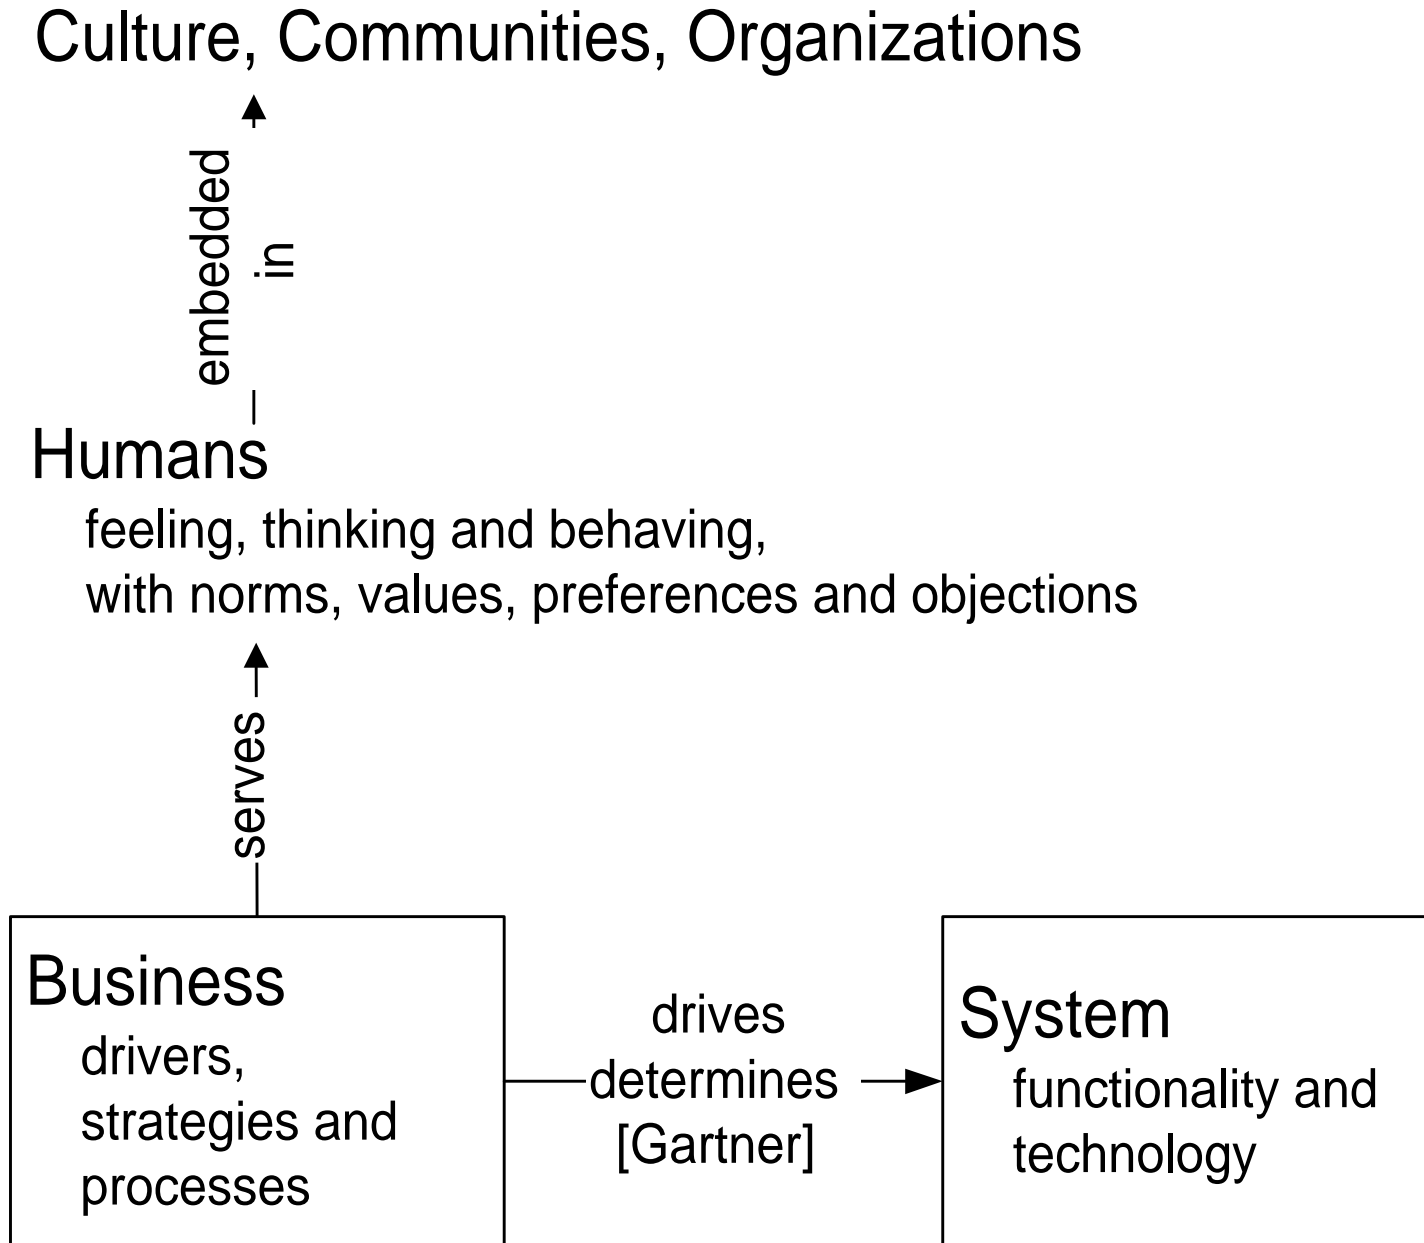 Culture, Communities, Organizations
embedded
in
Humans
feeling, thinking and behaving,
with norms, values, preferences and objections
serves
Business
drivers,
strategies and
processes
drives
determines
[Gartner]
System
functionality and
technology